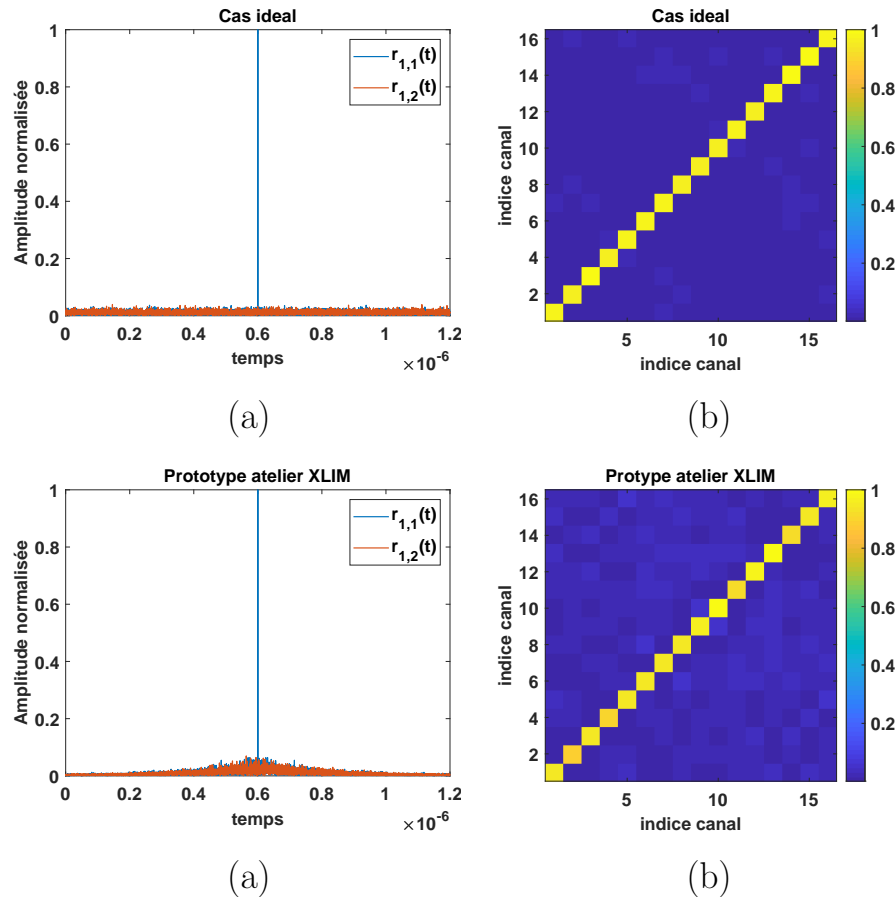 Cas ideal
Amplitude normalisée
1
0.8
0.6
0.4
0.2
0
r1,1(t)
r1,2(t)
0 0.2 0.4 0.6 0.8 1 1.2
temps
×10-6
(a)
Cas ideal
indice canal
16
14
12
10
8
6
4
2
5 10 15
indice canal
1
0.8
0.6
0.4
0.2
(b)
Prototype atelier XLIM
Amplitude normalisée
1
0.8
0.6
0.4
0.2
0
r1,1(t)
r1,2(t)
0 0.2 0.4 0.6 0.8 1 1.2
temps
×10-6
(a)
Protype atelier XLIM
indice canal
16
14
12
10
8
6
4
2
5 10 15
indice canal
1
0.8
0.6
0.4
0.2
(b)